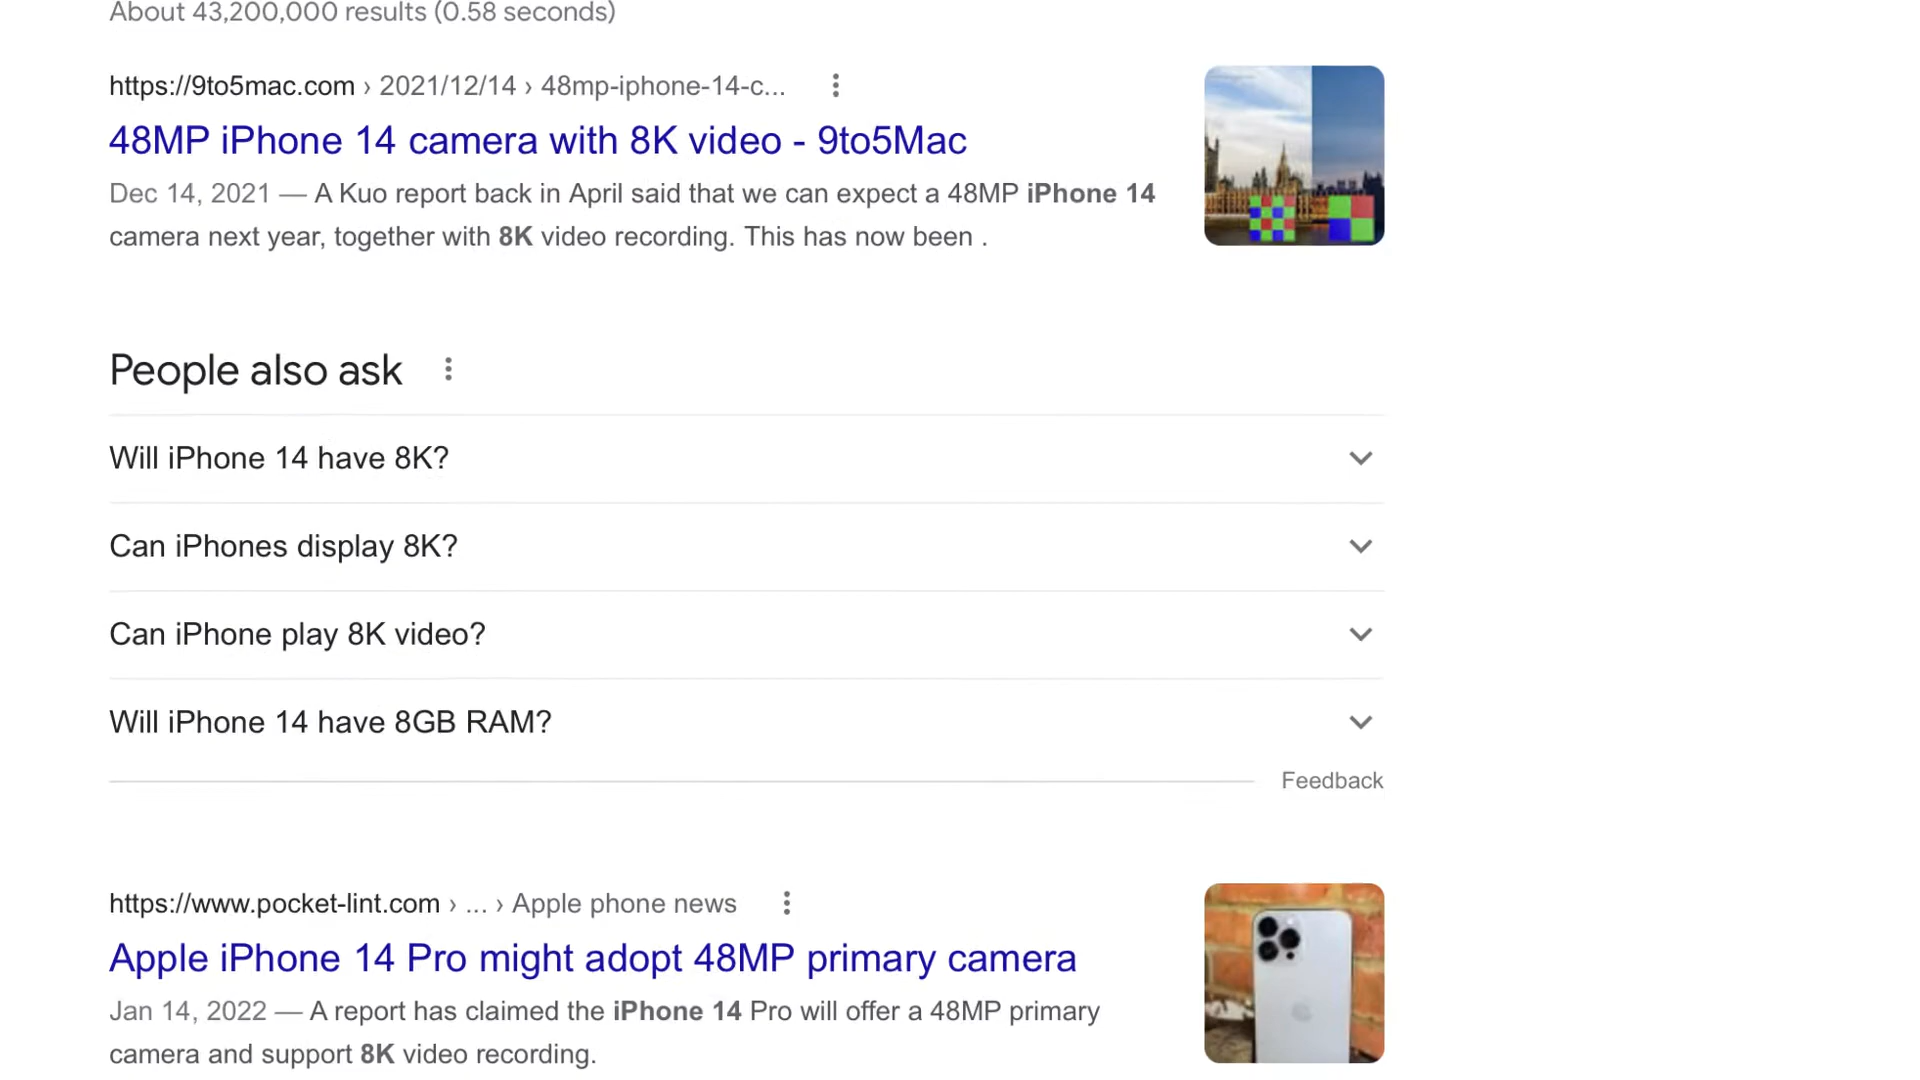 About 43,200,000 results (0.58 seconds)
https://9to5mac.com › 2021/12/14 › 48mp-iphone-14-c...
48MP iPhone 14 camera with 8K video - 9to5Mac
Dec 14, 2021 — A Kuo report back in April said that we can expect a 48MP iPhone 14
camera next year, together with 8K video recording. This has now been .
People also ask
Will iPhone 14 have 8K?
Can iPhones display 8K?
Can iPhone play 8K video?
Will iPhone 14 have 8GB RAM?
Feedback
https://www.pocket-lint.com › ... › Apple phone news
Apple iPhone 14 Pro might adopt 48MP primary camera
Jan 14, 2022 — A report has claimed the iPhone 14 Pro will offer a 48MP primary
camera and support 8K video recording.